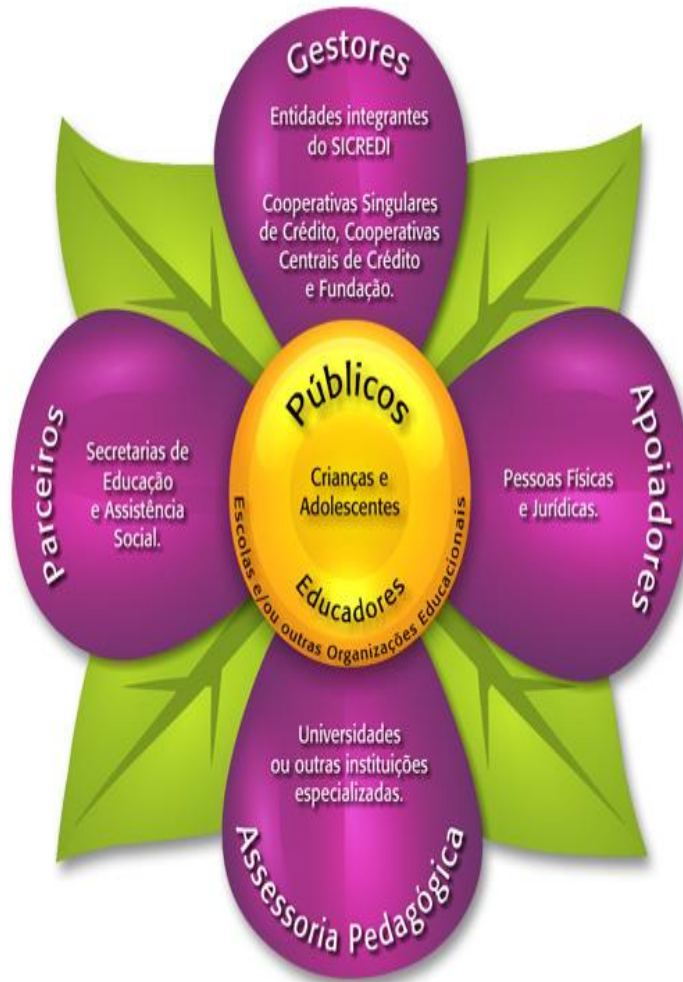 Gestores
Entidades integrantes
do SICREDI
Cooperativas Singulares
de Crédito, Cooperativas
Centrais de Crédito
e Fundação.
Parceiros
Secretarias de
Educação
e Assistência
Social.
Públicos
Crianças e
Adolescentes
Educadores
Escolas e/ou outras Organizações Educacionais
Pessoas Físicas
e Jurídicas.
Apoiadores
Universidades
ou outras instituições
especializadas.
Assessoria Pedagógica